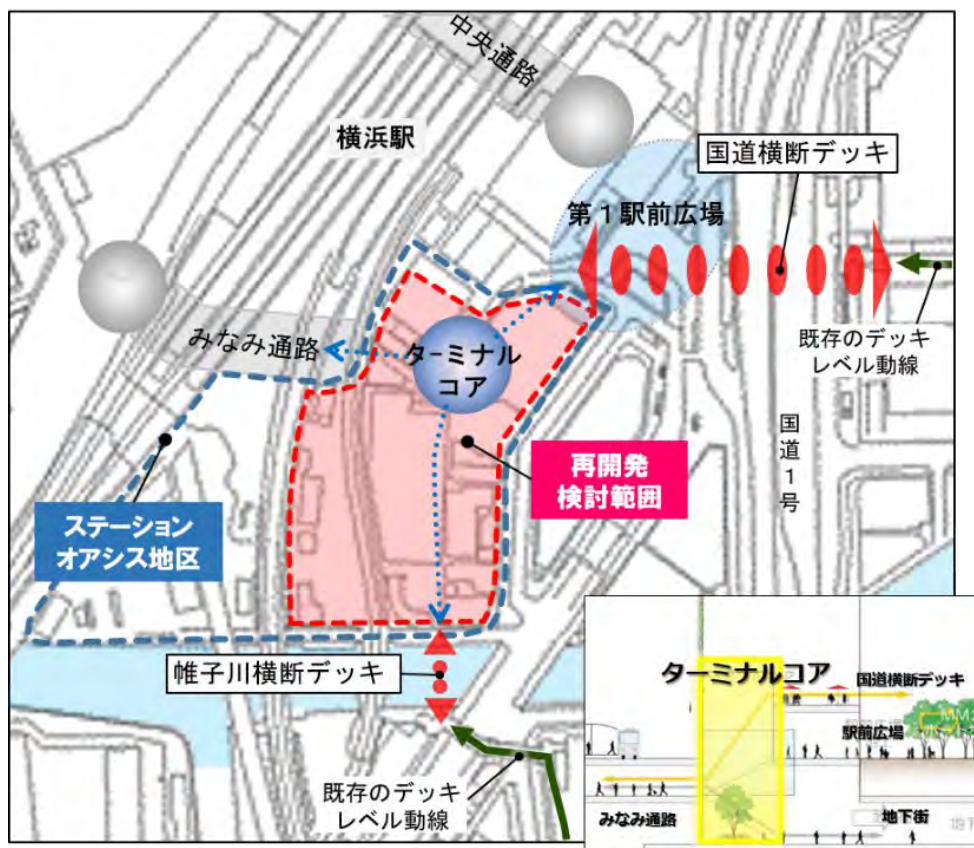 中央通路
横浜駅
国道横断デッキ
第1駅前広場
みなみ通路
ターミナル
コア
既存のデッキ
レベル動線
国道1号
再開発
検討範囲
ステーション
オアシス地区
帷子川横断デッキ
既存のデッキ
レベル動線
ターミナルコア
国道横断デッキ
駅前広場
みなみ通路
地下街